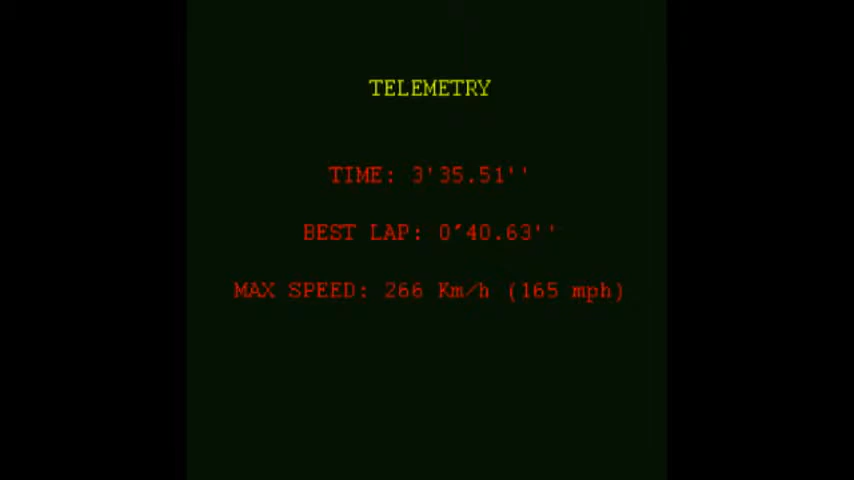 TELEMETRY
TIME: 3'35.51''
BEST LAP: 0'40.63''
MAX SPEED: 266 Km/h (165 mph)